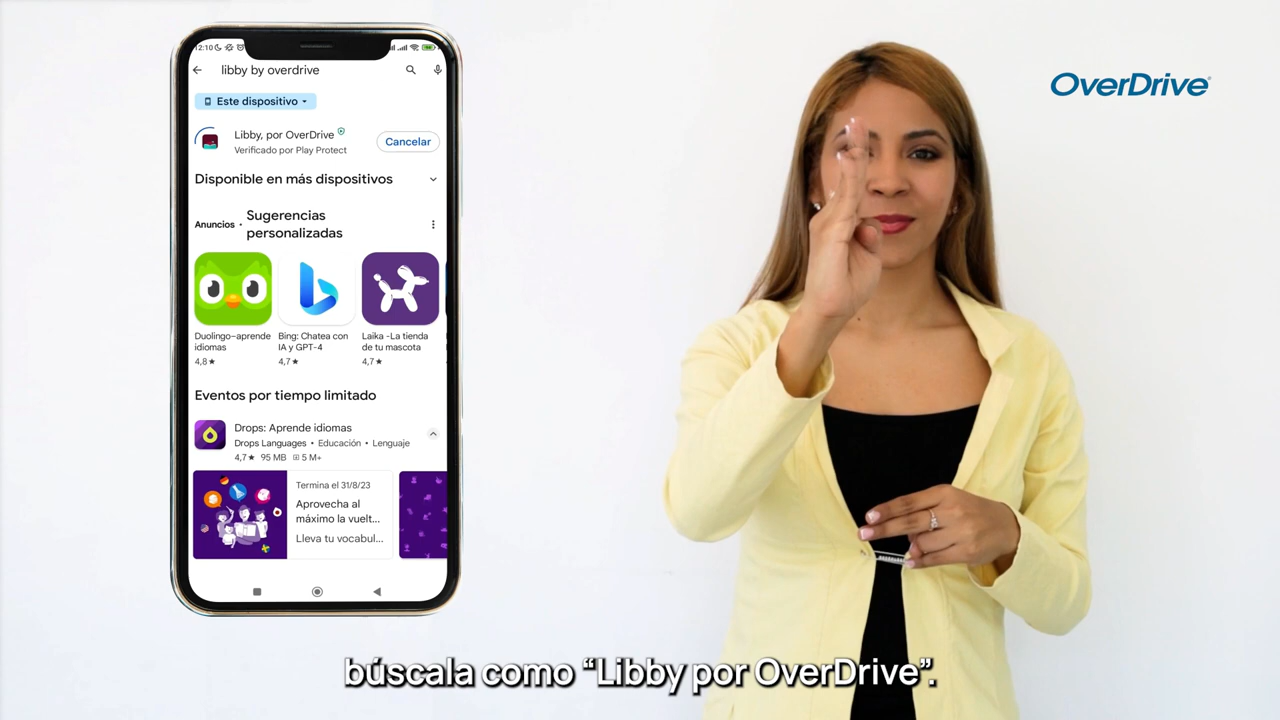 12:10
libby by overdrive
Este dispositivo
Libby, por OverDrive
Verificado por Play Protect
Cancelar
Disponible en más dispositivos
Anuncios • Sugerencias
personalizadas
Duolingo–aprende
idiomas
4,8★
Bing: Chatea con
IA y GPT-4
4,7★
Laika -La tienda
de tu mascota
4,7★
Eventos por tiempo limitado
Drops: Aprende idiomas
Drops Languages • Educación • Lenguaje
4,7★ 95 MB 5 M+
Termina el 31/8/23
Aprovecha al
máximo la vuelt...
Lleva tu vocabul...
OverDrive
búscala como “Libby por OverDrive”.